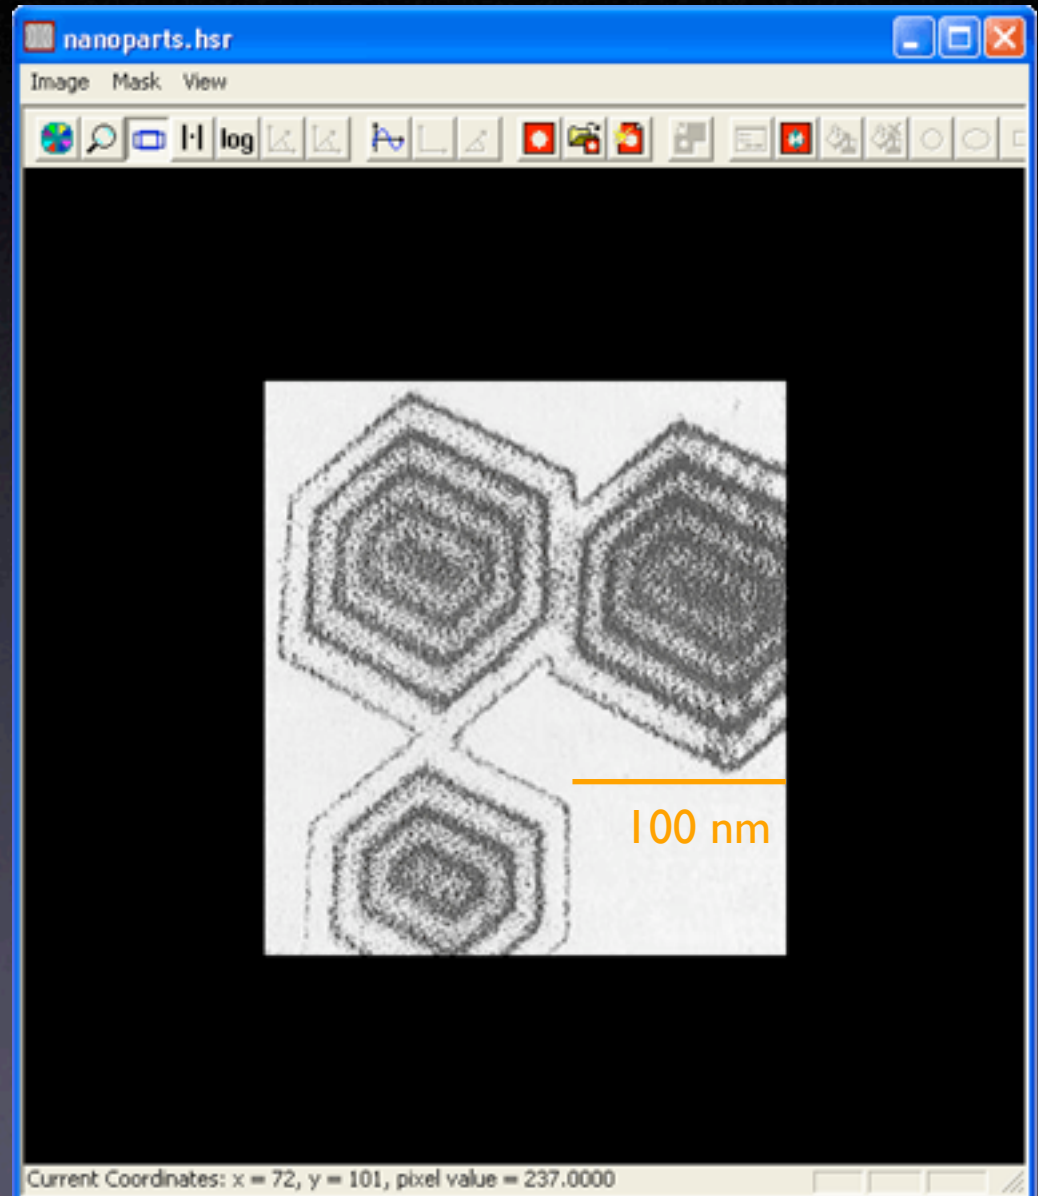 nanoparts.hsr
Image Mask View
log
100 nm
Current Coordinates: x = 72, y = 101, pixel value = 237.0000